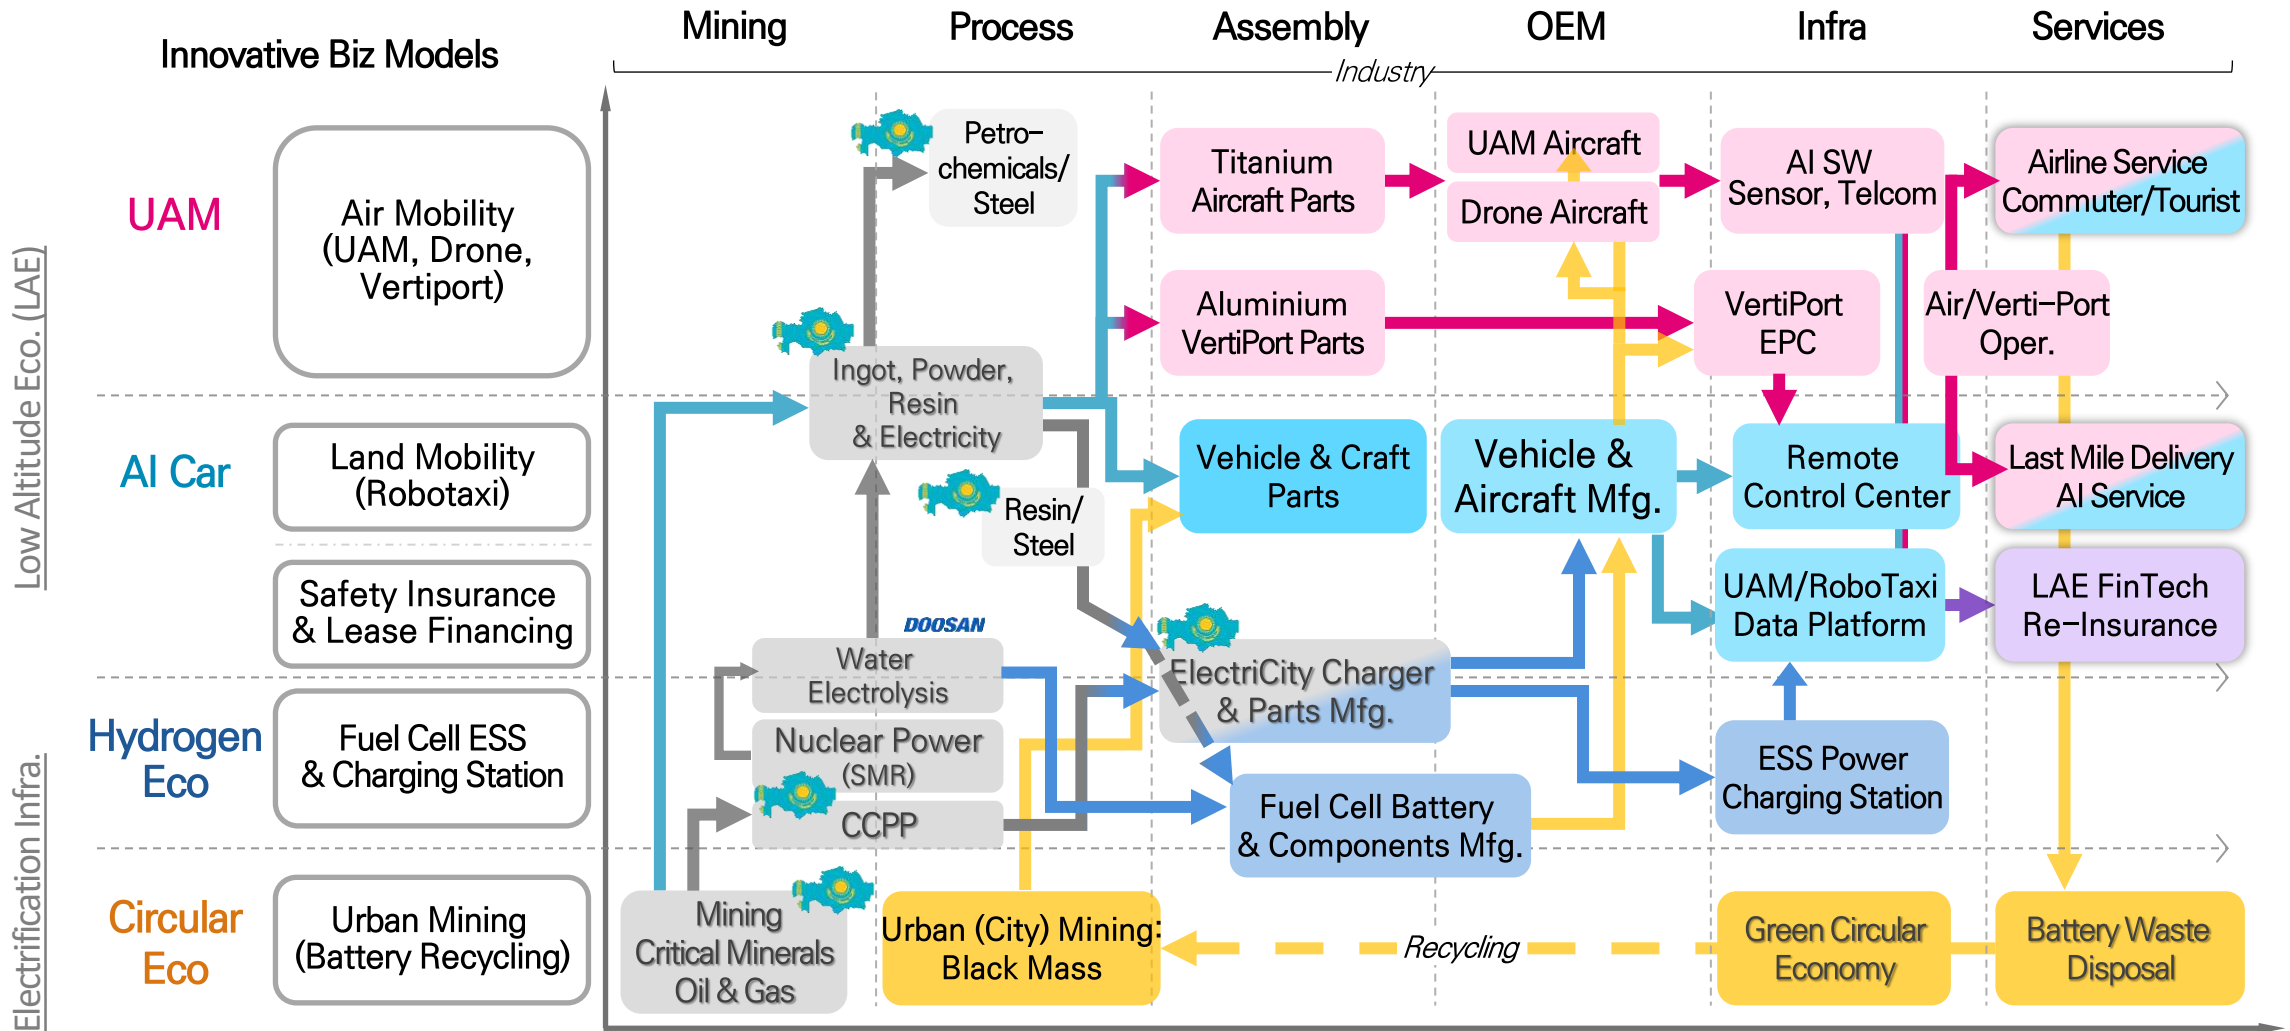 Innovative Biz Models
Mining
Process
Assembly
OEM
Infra
Services
Industry
Low Altitude Eco. (LAE)
Electrification Infra.
UAM
Air Mobility
(UAM, Drone,
Vertiport)
AI Car
Land Mobility
(Robotaxi)
Safety Insurance
& Lease Financing
Hydrogen
Eco
Fuel Cell ESS
& Charging Station
Circular
Eco
Urban Mining
(Battery Recycling)
Petro-
chemicals/
Steel
Titanium
Aircraft Parts
UAM Aircraft
Drone Aircraft
AI SW
Sensor, Telcom
Airline Service
Commuter/Tourist
Aluminium
VertiPort Parts
VertiPort
EPC
Air/Verti-Port
Oper.
Ingot, Powder,
Resin
& Electricity
Vehicle & Craft
Parts
Vehicle &
Aircraft Mfg.
Remote
Control Center
Last Mile Delivery
AI Service
Resin/
Steel
UAM/RoboTaxi
Data Platform
LAE FinTech
Re-Insurance
DOOSAN
Water
Electrolysis
ElectriCity Charger
& Parts Mfg.
Nuclear Power
(SMR)
CCPP
ESS Power
Charging Station
Fuel Cell Battery
& Components Mfg.
Mining
Critical Minerals
Oil & Gas
Urban (City) Mining:
Black Mass
Recycling
Green Circular
Economy
Battery Waste
Disposal